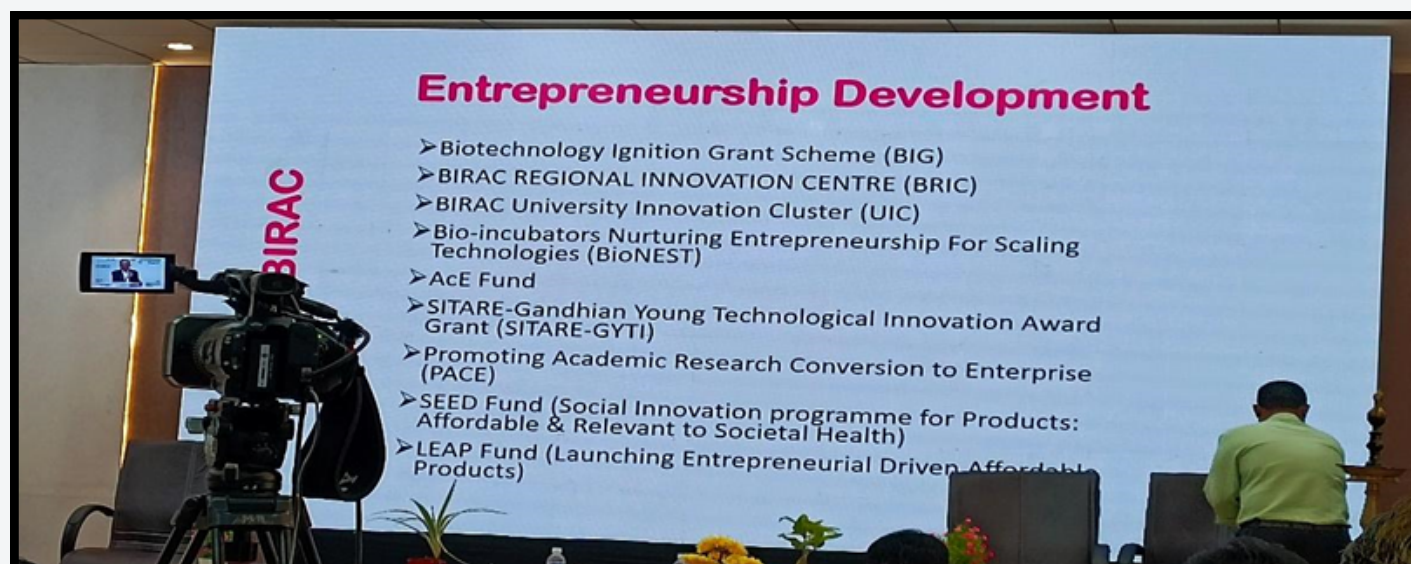 Entrepreneurship Development
BIRAC
➢Biotechnology Ignition Grant Scheme (BIG)
➢BIRAC REGIONAL INNOVATION CENTRE (BRIC)
➢BIRAC University Innovation Cluster (UIC)
➢Bio-incubators Nurturing Entrepreneurship For Scaling
Technologies (BioNEST)
➢AcE Fund
➢SITARE-Gandhian Young Technological Innovation Award
Grant (SITARE-GYTI)
➢Promoting Academic Research Conversion to Enterprise
(PACE)
➢SEED Fund (Social Innovation programme for Products:
Affordable & Relevant to Societal Health)
➢LEAP Fund (Launching Entrepreneurial Driven Affordable
Products)